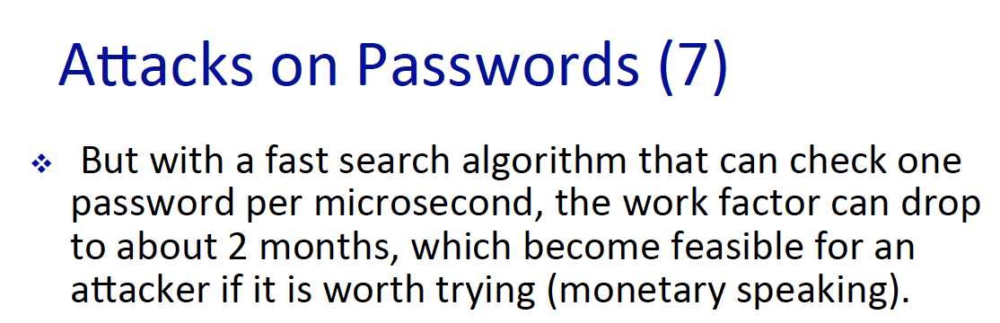 Attacks on Passwords (7)
❖ But with a fast search algorithm that can check one
password per microsecond, the work factor can drop
to about 2 months, which become feasible for an
attacker if it is worth trying (monetary speaking).